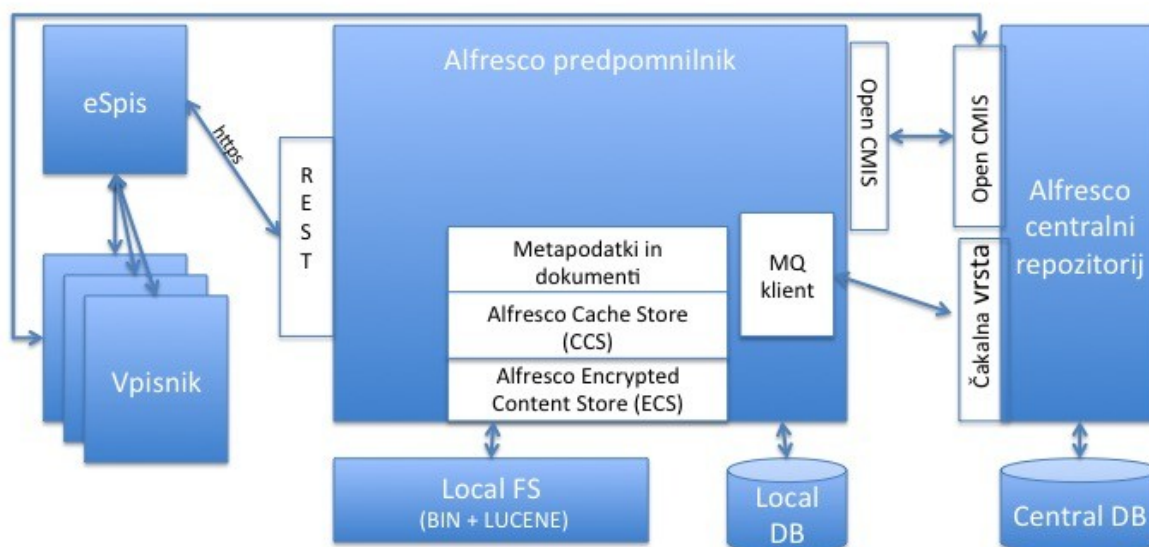 eSpis
https
R
E
S
T
Vpisnik
Alfresco predpomnilnik
Metapodatki in
dokumenti
Alfresco Cache Store
(CCS)
Alfresco Encrypted
Content Store (ECS)
MQ
klient
Open CMIS
Open CMIS
Čakalna vrsta
Alfresco
centralni
repozitorij
Local FS
(BIN + LUCENE)
Local
DB
Central DB